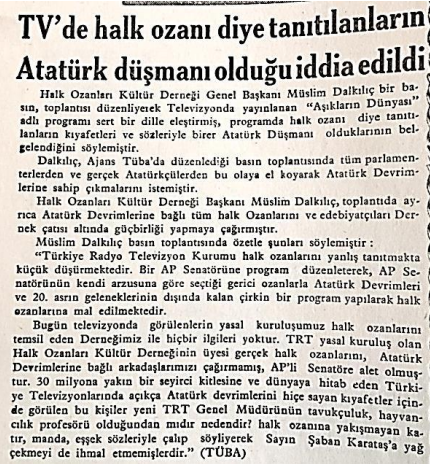 TV'de halk ozanı diye tanıtılanların
Atatürk düşmanı olduğu iddia edildi
Halk Ozanları Kültür Derneği Genel Başkanı Müslim Dalkılıç bir ba-
sın, toplantısı düzenliyerek Televizyonda yayınlanan "Aşıkların Dünyası"
adlı programı sert bir dille eleştirmiş, programda halk ozanı diye tanıtı-
lanların kıyafetleri ve sözleriyle birer Atatürk Düşmanı olduklarının bel-
gelendiğini söylemiştir.
Dalkılıç, Ajans Tüba'da düzenlediği basın toplantısında tüm parlamen-
terlerden ve gerçek Atatürkçülerden bu olaya el koyarak Atatürk Devrim-
lerine sahip çıkmalarını istemiştir.
Halk Ozanları Kültür Derneği Başkanı Müslim Dalkılıç, toplantıda ay-
rıca Atatürk Devrimlerine bağlı tüm halk Ozanlarını ve edebiyatçıları Der-
nek çatısı altında güçbirliği yapmaya çağırmıştır.
Müslim Dalkılıç basın toplantısında özetle şunları söylemiştir :
"Türkiye Radyo Televizyon Kurumu halk ozanlarını yanlış tanıtmakta
küçük düşürmektedir. Bir AP Senatörüne program düzenleterek, AP Se-
natörünün kendi arzusuna göre seçtiği gerici ozanlarla Atatürk Devrimleri
ve 20. asrın geleneklerinin dışında kalan çirkin bir program yapılarak halk
ozanlarına mal edilmektedir.
Bugün televizyonda görülenlerin yasal kuruluşumuz halk ozanlarını
temsil eden Derneğimiz ile hiçbir ilgileri yoktur. TRT yasal kuruluş olan
Halk Ozanları Kültür Derneğinin üyesi gerçek halk ozanlarını, Atatürk
Devrimlerine bağlı arkadaşlarımızı çağırmamış, AP'li Senatöre alet olmuş-
tur. 30 milyona yakın bir seyirci kitlesine ve dünyaya hitab eden Türki-
ye Televizyonlarında açıkça Atatürk devrimlerini hiçe sayan kıyafetler için-
de görülen bu kişiler yeni TRT Genel Müdürünün tavukçuluk, hayvan-
cılık profesörü olduğundan mıdır nedendir? halk ozanına yakışmayan ka-
tır, manda, eşşek sözleriyle çalıp söyliyerek Sayın Şaban Karataş'a yağ
çekmeyi de ihmal etmemişlerdir." (TÜBA)